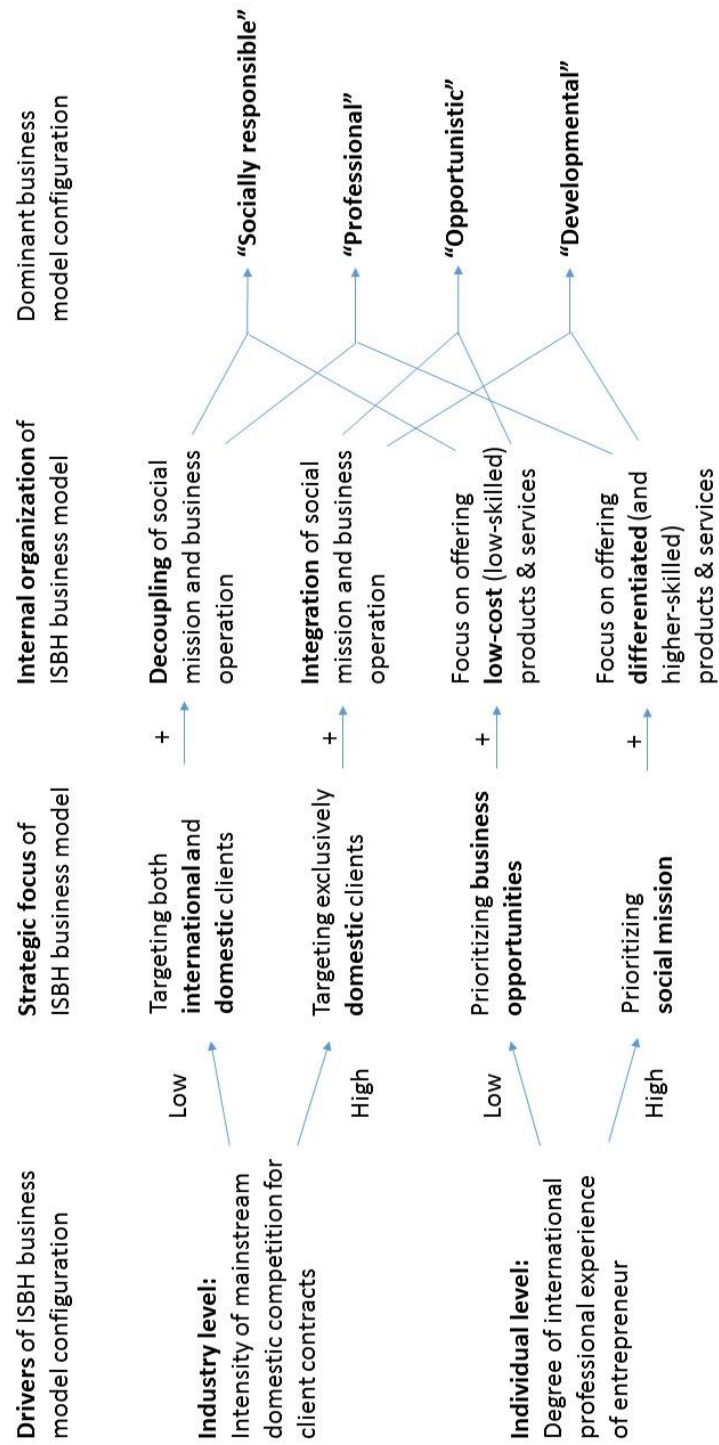 Drivers of ISBH business
model configuration
Strategic focus of
ISBH business model
Internal organization of
ISBH business model
Dominant business
model configuration
Industry level:
Intensity of mainstream
domestic competition for
client contracts
Low
High
Targeting both
international and
domestic clients
+
Decoupling of social
mission and business
operation
Targeting exclusively
domestic clients
+
Integration of social
mission and business
operation
Individual level:
Degree of international
professional experience
of entrepreneur
Low
High
Prioritizing business
opportunities
+
Focus on offering
low-cost (low-skilled)
products & services
Prioritizing
social mission
+
Focus on offering
differentiated (and
higher-skilled)
products & services
“Socially responsible”
“Professional”
“Opportunistic”
“Developmental”